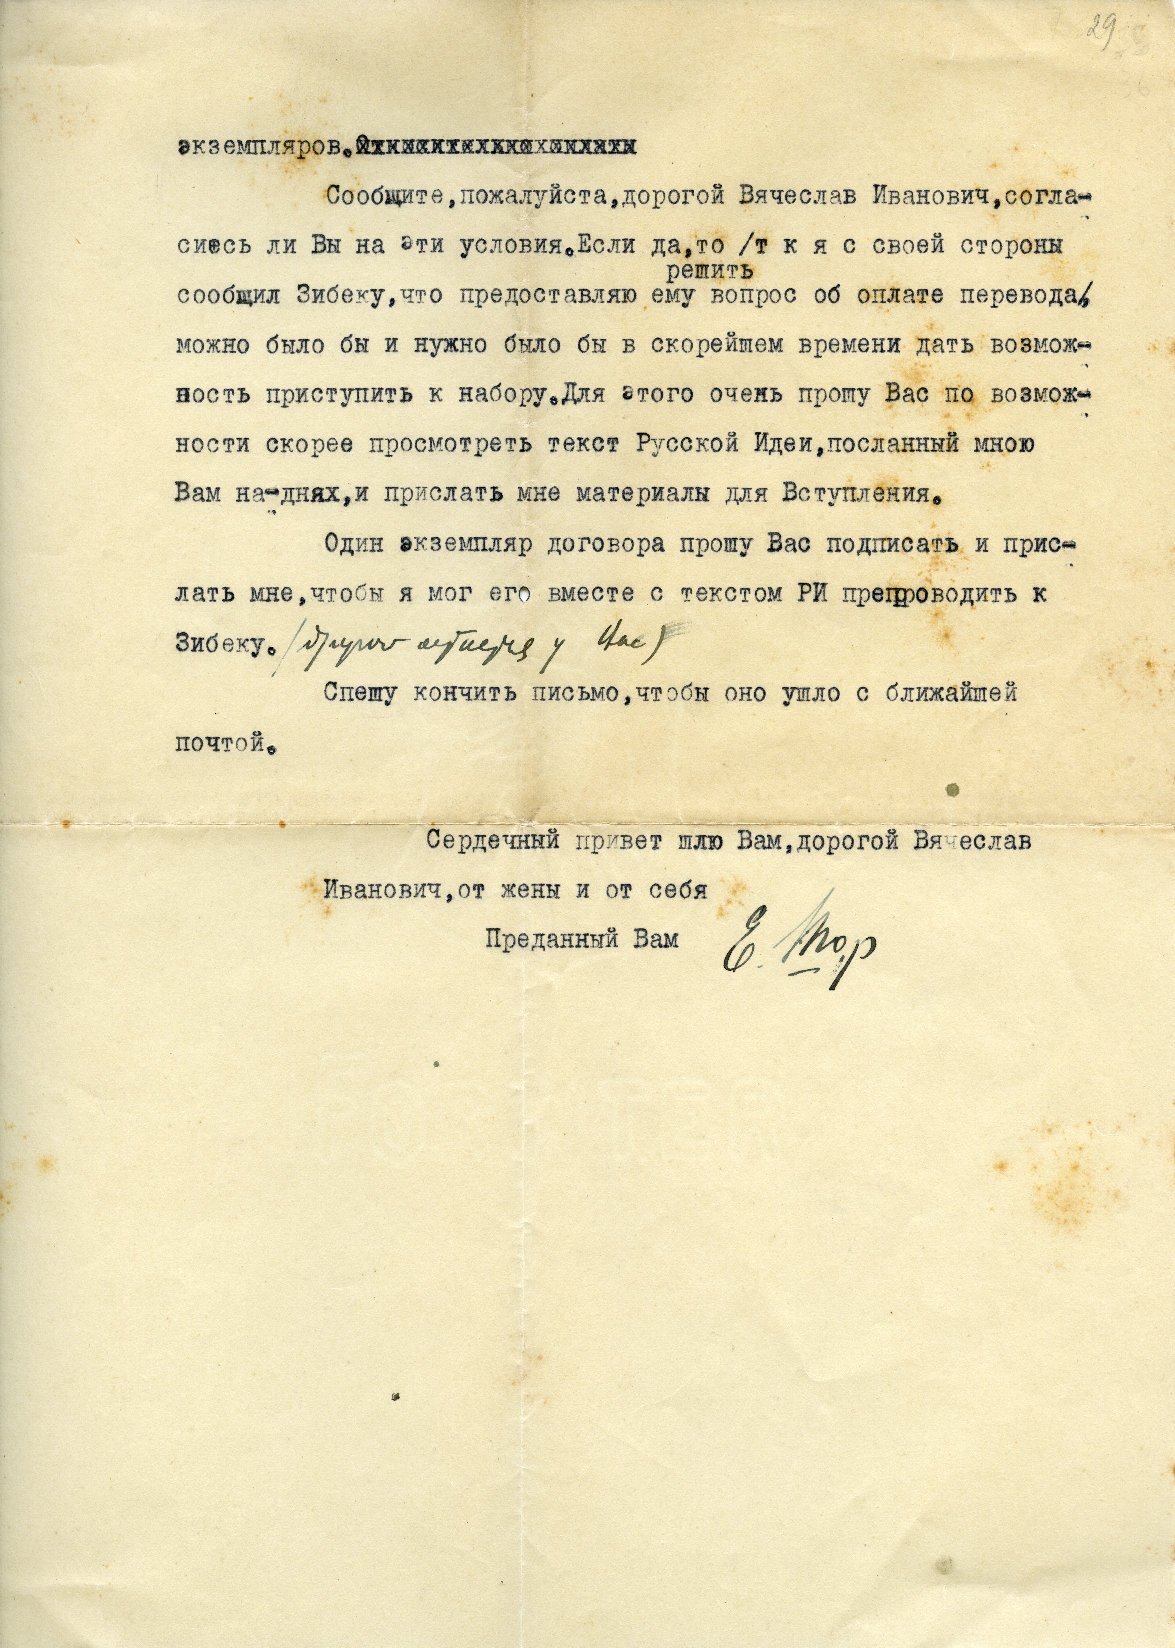 29
экземпляров.
Сообщите,пожалуйста,дорогой Вячеслав Иванович,согла-
сиесь ли Вы на эти условия.Если да,то /т к я с своей стороны
решить
сообщил Зибеку,что предоставляю ему вопрос об оплате перевода/,
можно было бы и нужно было бы в скорейшем времени дать возмож-
ность приступить к набору.Для этого очень прошу Вас по возмож-
ности скорее просмотреть текст Русской Идеи,посланный мною
Вам на-днях,и прислать мне материалы для Вступления.
Один экземпляр договора прошу Вас подписать и прис-
лать мне,чтобы я мог его вместе с текстом РИ препроводить к
Зибеку. /другой остается у Вас/
Спешу кончить письмо,чтобы оно ушло с ближайшей
почтой.
Сердечный привет шлю Вам,дорогой Вячеслав
Иванович,от жены и от себя
Преданный Вам Е. Шор